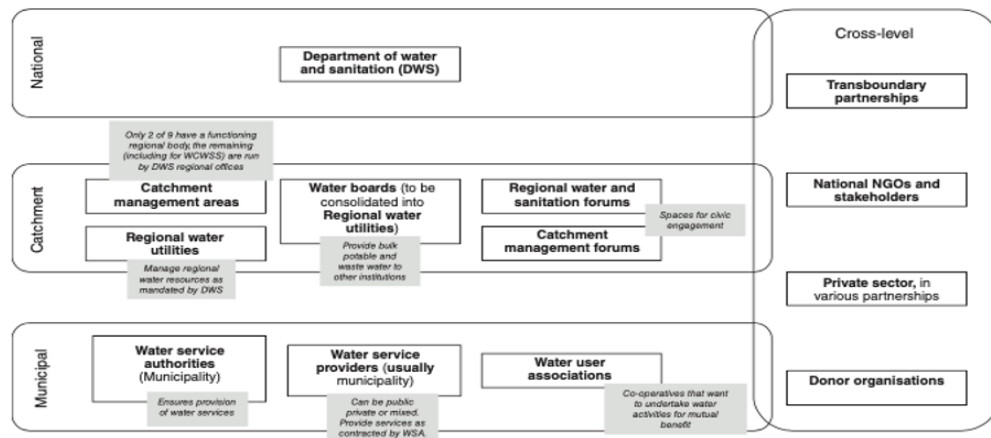 National
Department of water
and sanitation (DWS)
Only 2 of 9 have a functioning
regional body, the remaining
(including for WCWSS) are run
by DWS regional offices
Catchment
Catchment
management areas
Regional water
utilities
Manage regional
water resources as
mandated by DWS
Water boards (to be
consolidated into
Regional water
utilities)
Provide bulk
potable and
waste water to
other institutions
Regional water and
sanitation forums
Catchment
management forums
Spaces for civic
engagement
Municipal
Water service
authorities
(Municipality)
Ensures provision
of water services
Water service
providers (usually
municipality)
Can be public
private or mixed.
Provide services as
contracted by WSA.
Water user
associations
Co-operatives that want
to undertake water
activities for mutual
benefit
Cross-level
Transboundary
partnerships
National NGOs and
stakeholders
Private sector, in
various partnerships
Donor organisations